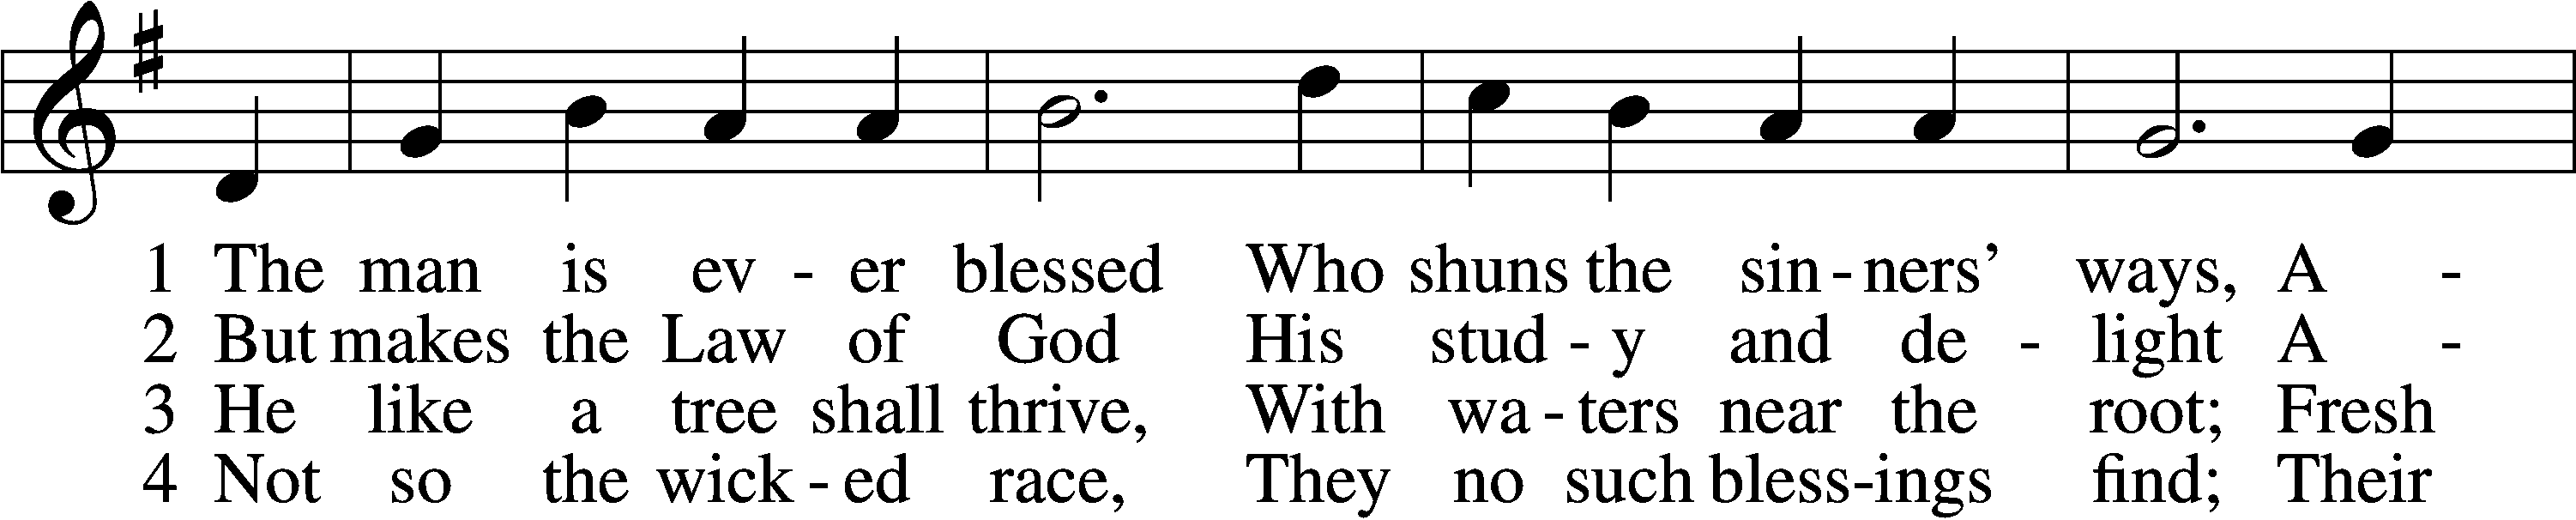 1 The man is ev - er blessed Who shuns the sin - ners’ ways, A -
2 But makes the Law of God His stud - y and de - light A -
3 He like a tree shall thrive, With wa - ters near the root; Fresh
4 Not so the wick - ed race, They no such bless - ings find; Their